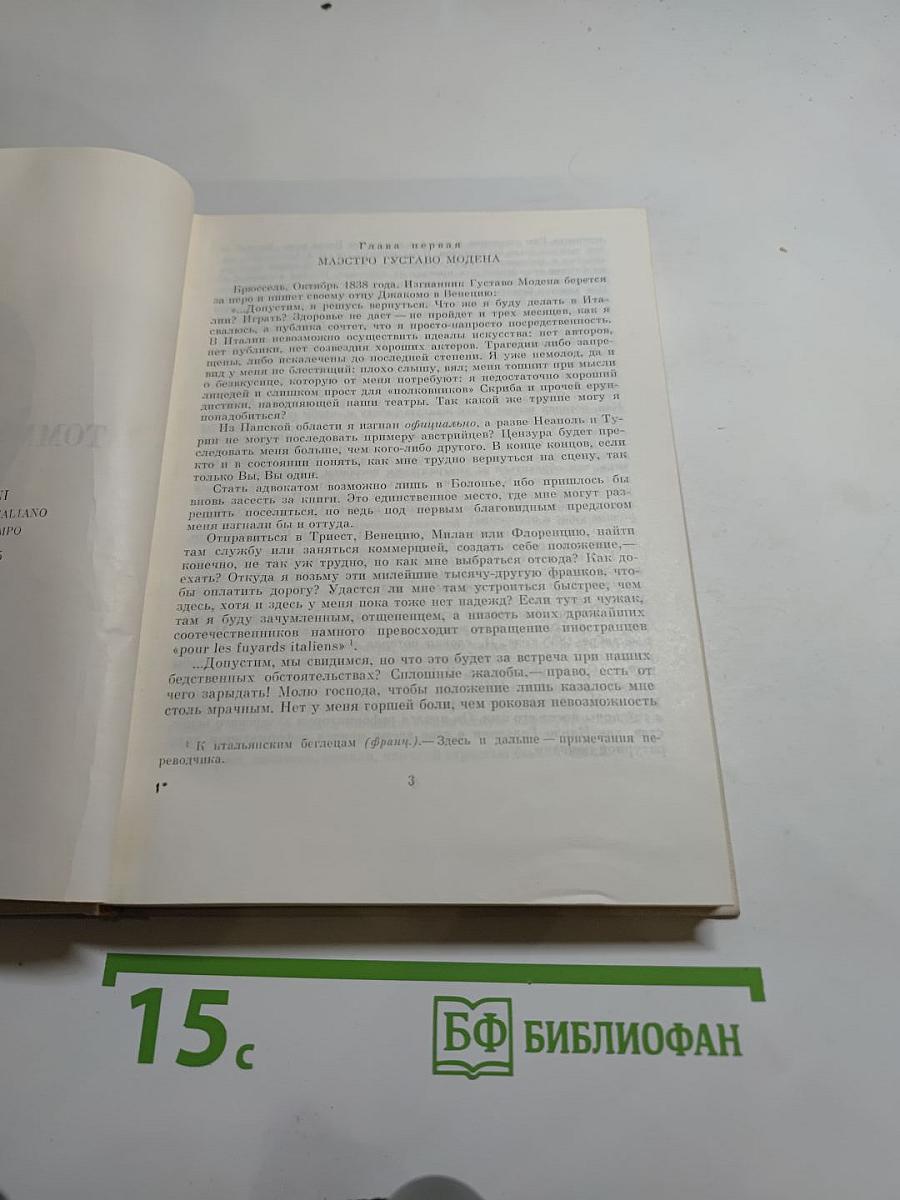 ТОМ
NI
TALIANO
MPO
5
Глава первая
МАЭСТРО ГУСТАВО МОДЕНА
Брюссель. Октябрь 1838 года. Изгнанник Густаво Модена берется
за перо и пишет своему отцу Джакомо в Венецию:
«...Допустим, я решусь вернуться. Что же я буду делать в Ита-
лии? Играть? Здоровье не даст — не пройдет и трех месяцев, как я
свалюсь, а публика сочтет, что я просто-напросто посредственность.
В Италии невозможно осуществить идеалы искусства: нет авторов,
нет публики, нет созвездия хороших актеров. Трагедии либо запре-
щены, либо искалечены до последней степени. Я уже немолод, да и
вид у меня не блестящий: плохо слышу, вял; меня тошнит при мысли
о безвкусице, которую от меня потребуют: я недостаточно хороший
лицедей и слишком прост для «полковников» Скриба и прочей ерун-
дистики, наводняющей наши театры. Так какой же труппе могу я
понадобиться?
Из Папской области я изгнан официально, а разве Неаполь и Ту-
рин не могут последовать примеру австрийцев? Цензура будет пре-
следовать меня больше, чем кого-либо другого. В конце концов, если
кто и в состоянии понять, как мне трудно вернуться на сцену, так
только Вы, Вы один.
Стать адвокатом возможно лишь в Болонье, ибо пришлось бы
вновь засесть за книги. Это единственное место, где мне могут раз-
решить поселиться, но ведь под первым благовидным предлогом
меня изгнали бы и оттуда.
Отправиться в Триест, Венецию, Милан или Флоренцию, найти
там службу или заняться коммерцией, создать себе положение,—
конечно, не так уж трудно, но как мне выбраться отсюда? Как до-
ехать? Откуда я возьму эти милейшие тысячу-другую франков, что-
бы оплатить дорогу? Удастся ли мне там устроиться быстрее, чем
здесь, хотя и здесь у меня пока тоже нет надежд? Если тут я чужак,
там я буду зачумленным, отщепенцем, а низость моих дражайших
соотечественников намного превосходит отвращение иностранцев
«pour les fuyards italiens» ¹.
...Допустим, мы свидимся, но что это будет за встреча при наших
бедственных обстоятельствах? Сплошные жалобы,— право, есть от
чего зарыдать! Молю господа, чтобы положение лишь казалось мне
столь мрачным. Нет у меня горшей боли, чем роковая невозможность
¹ К итальянским беглецам (франц.).— Здесь и дальше — примечания пе-
реводчика.
3
1*
15 с
БФ БИБЛИОФАН